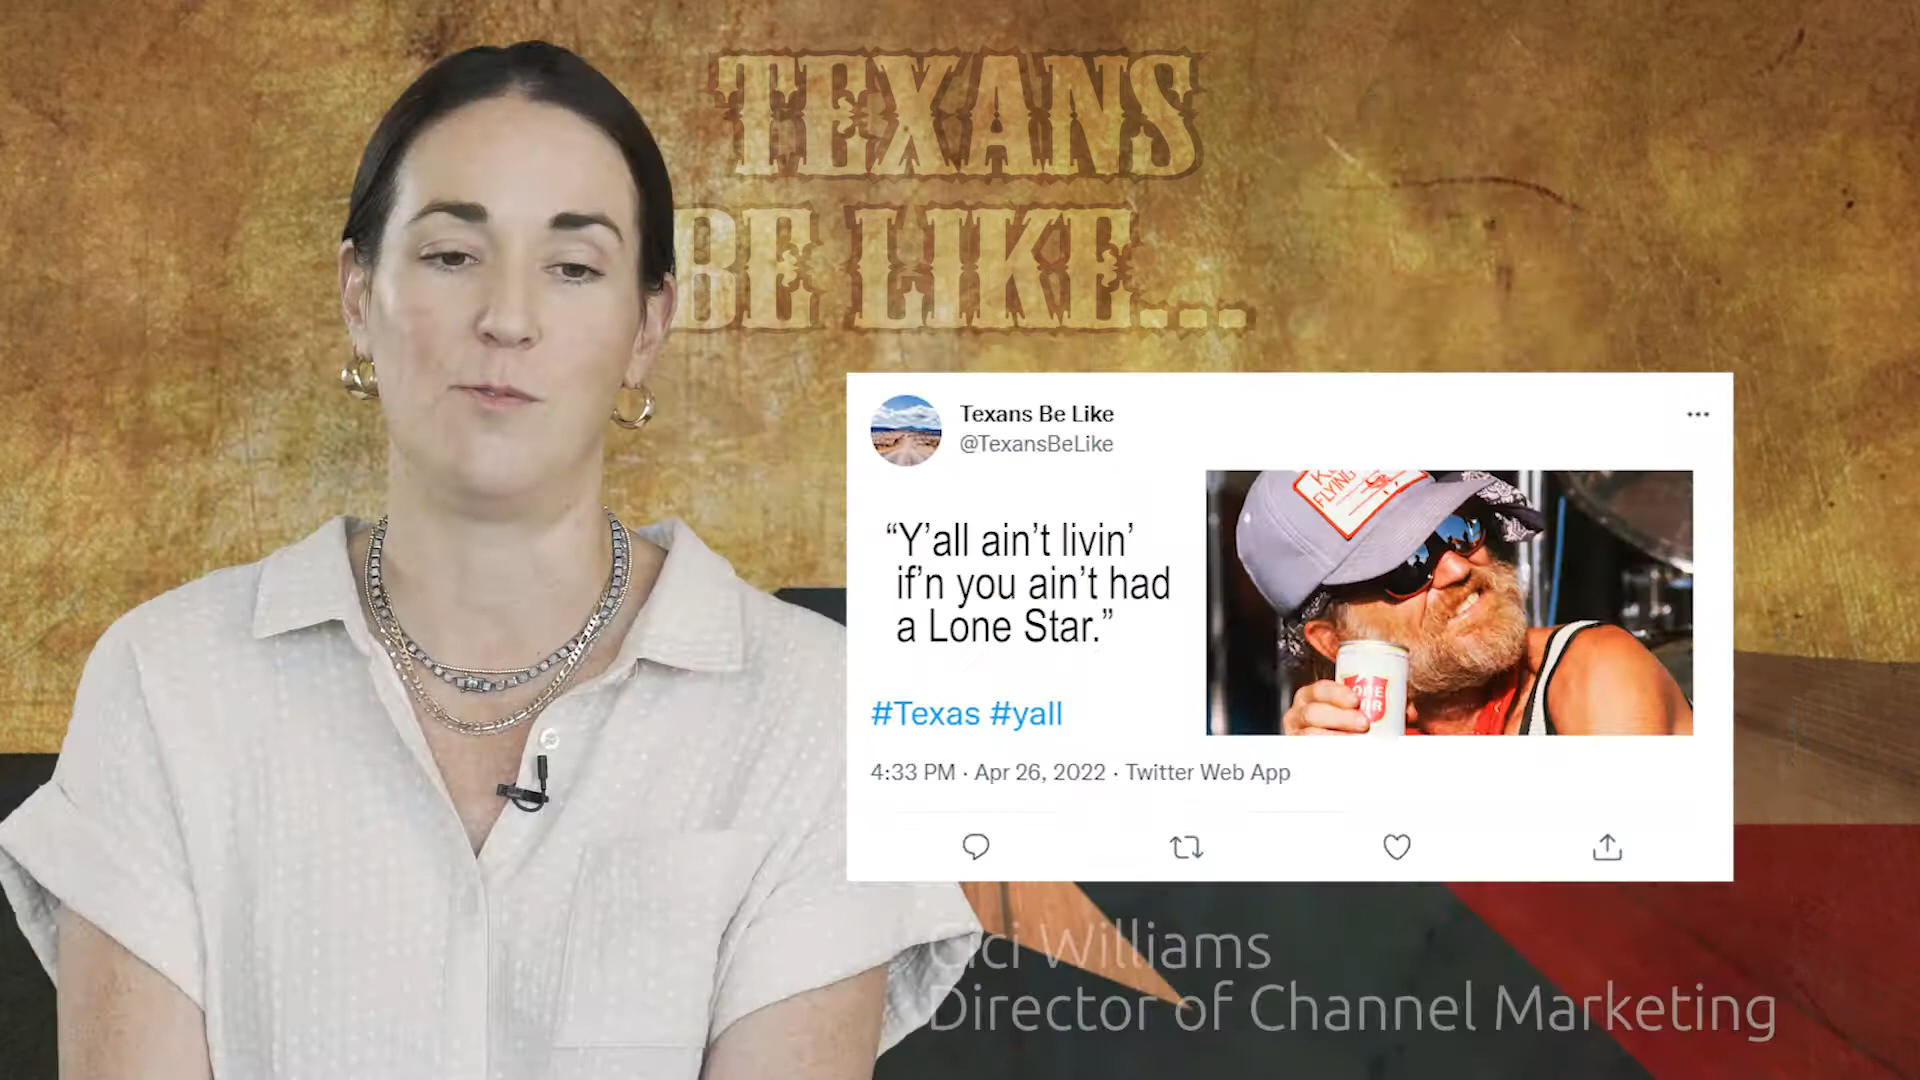 TEXANS
BE LIKE...
Texans Be Like
@TexansBeLike
“Y’all ain’t livin’
if’n you ain’t had
a Lone Star.”
FLYING
#Texas #yall
4:33 PM · Apr 26, 2022 · Twitter Web App
Cici Williams
Director of Channel Marketing